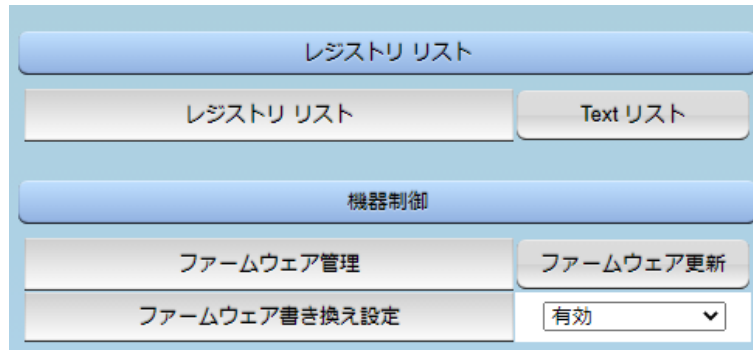 レジストリ リスト
レジストリ リスト
Text リスト
機器制御
ファームウェア管理
ファームウェア更新
ファームウェア書き換え設定
有効